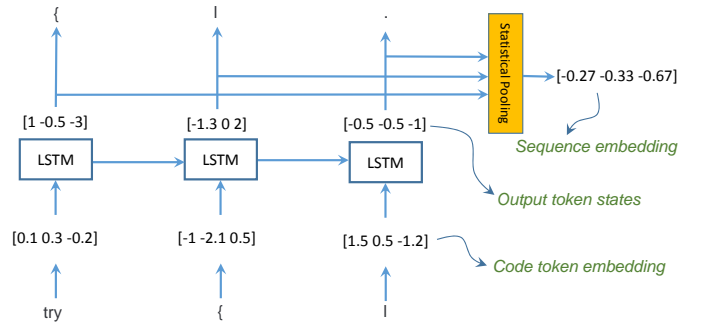 {
l
.
Statistical Pooling
[-0.27 -0.33 -0.67]
[1 -0.5 -3]
[-1.3 0 2]
[-0.5 -0.5 -1]
Sequence embedding
LSTM
LSTM
LSTM
Output token states
[0.1 0.3 -0.2]
[-1 -2.1 0.5]
[1.5 0.5 -1.2]
Code token embedding
try
{
l